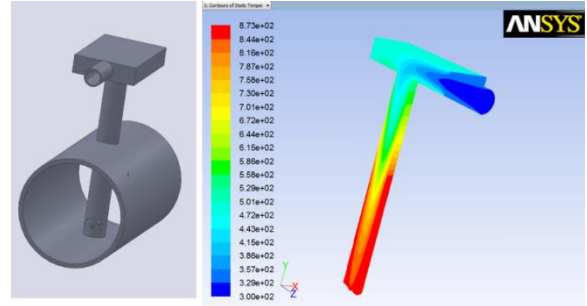 1: Contours of Static Temper
ANSYS
8.73e+02
8.44e+02
8.16e+02
7.87e+02
7.58e+02
7.30e+02
7.01e+02
6.72e+02
6.44e+02
6.15e+02
5.86e+02
5.58e+02
5.29e+02
5.01e+02
4.72e+02
4.43e+02
4.15e+02
3.86e+02
3.57e+02
3.29e+02
3.00e+02
Y
X
Z